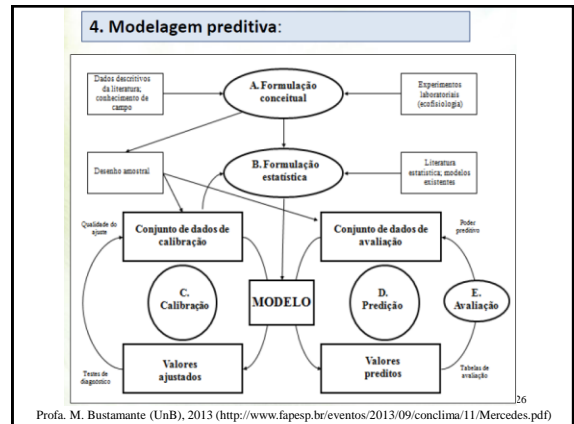 4. Modelagem preditiva:
Dados descritivos
da literatura;
conhecimento de
campo
A. Formulação
conceitual
Experimentos
laboratoriais
(ecofisiologia)
Desenho amostral
B. Formulação
estatística
Literatura
estatística; modelos
existentes
Qualidade do
ajuste
Conjunto de dados de
calibração
Conjunto de dados de
avaliação
Poder
preditivo
C.
Calibração
MODELO
D.
Predição
E.
Avaliação
Testes de
diagnóstico
Valores
ajustados
Valores
preditos
Tabelas de
avaliação
26
Profa. M. Bustamante (UnB), 2013 (http://www.fapesp.br/eventos/2013/09/conclima/11/Mercedes.pdf)